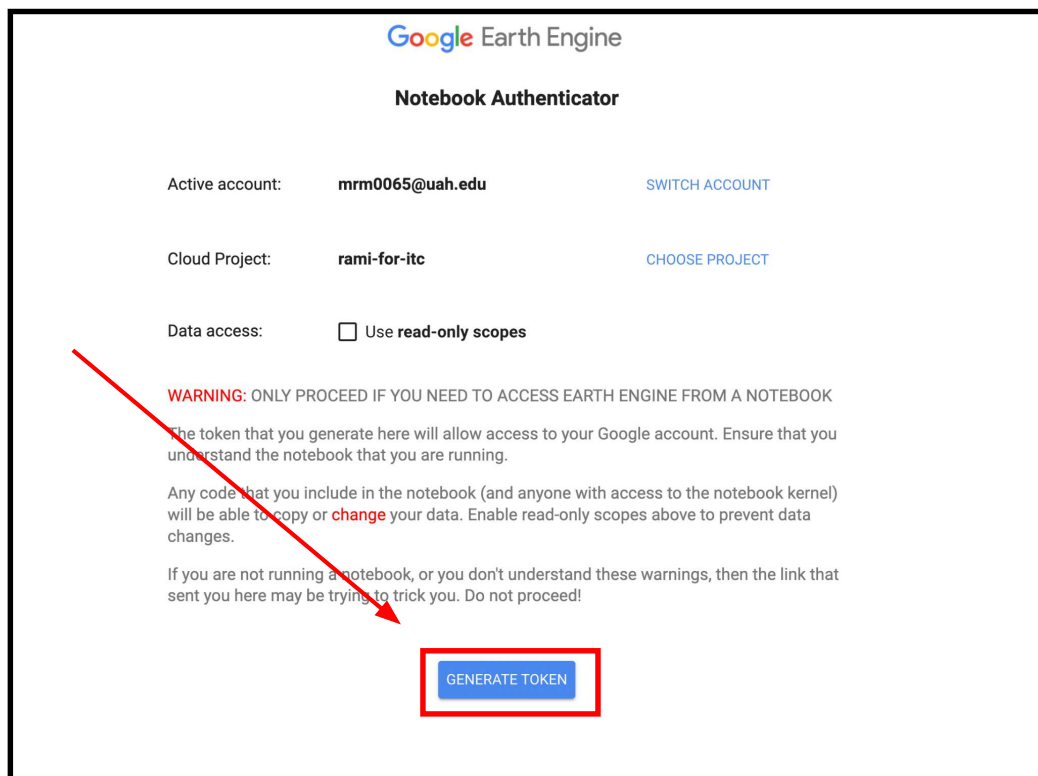 Google Earth Engine
Notebook Authenticator
Active account: mrm0065@uah.edu SWITCH ACCOUNT
Cloud Project: rami-for-itc CHOOSE PROJECT
Data access: Use read-only scopes
WARNING: ONLY PROCEED IF YOU NEED TO ACCESS EARTH ENGINE FROM A NOTEBOOK
The token that you generate here will allow access to your Google account. Ensure that you
understand the notebook that you are running.
Any code that you include in the notebook (and anyone with access to the notebook kernel)
will be able to copy or change your data. Enable read-only scopes above to prevent data
changes.
If you are not running a notebook, or you don't understand these warnings, then the link that
sent you here may be trying to trick you. Do not proceed!
GENERATE TOKEN